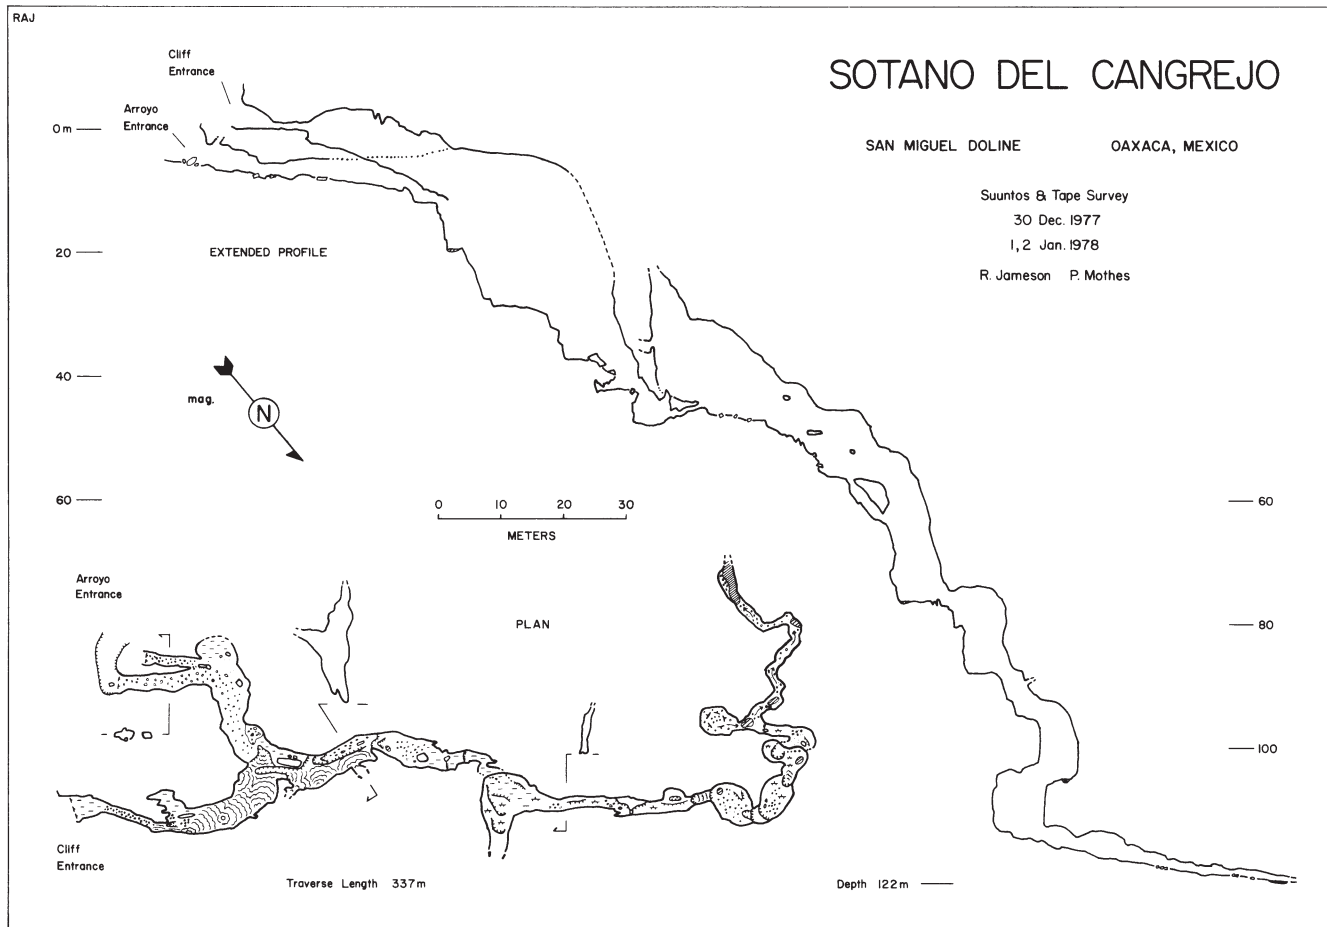 RAJ
SOTANO DEL CANGREJO
SAN MIGUEL DOLINE OAXACA, MEXICO
Suuntos & Tape Survey
30 Dec. 1977
1, 2 Jan. 1978
R. Jameson P. Mothes
Cliff
Entrance
Arroyo
Entrance
0m
20
40
60
EXTENDED PROFILE
mag.
N
0 10 20 30
METERS
60
80
100
Arroyo
Entrance
PLAN
Cliff
Entrance
Traverse Length 337m
Depth 122m